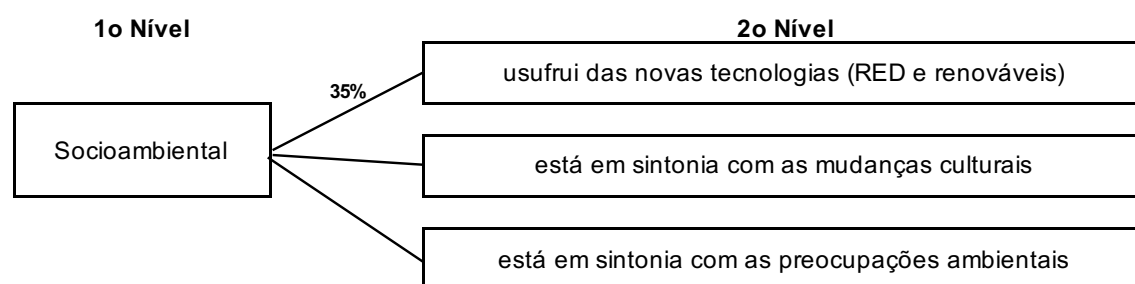 1o Nível
2o Nível
usufrui das novas tecnologias (RED e renováveis)
35%
Socioambiental
está em sintonia com as mudanças culturais
está em sintonia com as preocupações ambientais